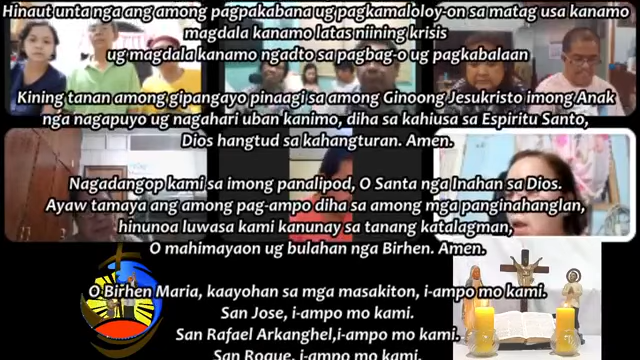 Hinaut unta nga ang among pagpakabana ug pagkamaloloy-on sa matag usa kanamo
magdala kanamo latas niining krisis
ug magdala kanamo ngadto sa pagbag-o ug pagkabalaan
Kining tanan among gipangayo pinaagi sa among Ginoong Jesukristo imong Anak
nga nagapuyo ug nagahari uban kanimo, diha sa kahiusa sa Espiritu Santo,
Dios hangtud sa kahangturan. Amen.
Nagadangop kami sa imong panalipod, O Santa nga Inahan sa Dios.
Ayaw tamaya ang among pag-ampo diha sa among mga panginahanglan,
hinunoa luwasa kami kanunay sa tanang katalagman,
O mahimayaon ug bulahan nga Birhen. Amen.
O Birhen Maria, kaayohan sa mga masakiton, i-ampo mo kami.
San Jose, i-ampo mo kami.
San Rafael Arkanghel,i-ampo mo kami.
San Roque, i-ampo mo kami.